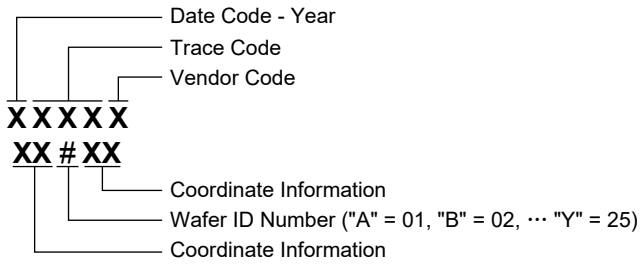 Date Code - Year
Trace Code
Vendor Code
X X X X X
XX # XX
Coordinate Information
Wafer ID Number ("A" = 01, "B" = 02, ··· "Y" = 25)
Coordinate Information